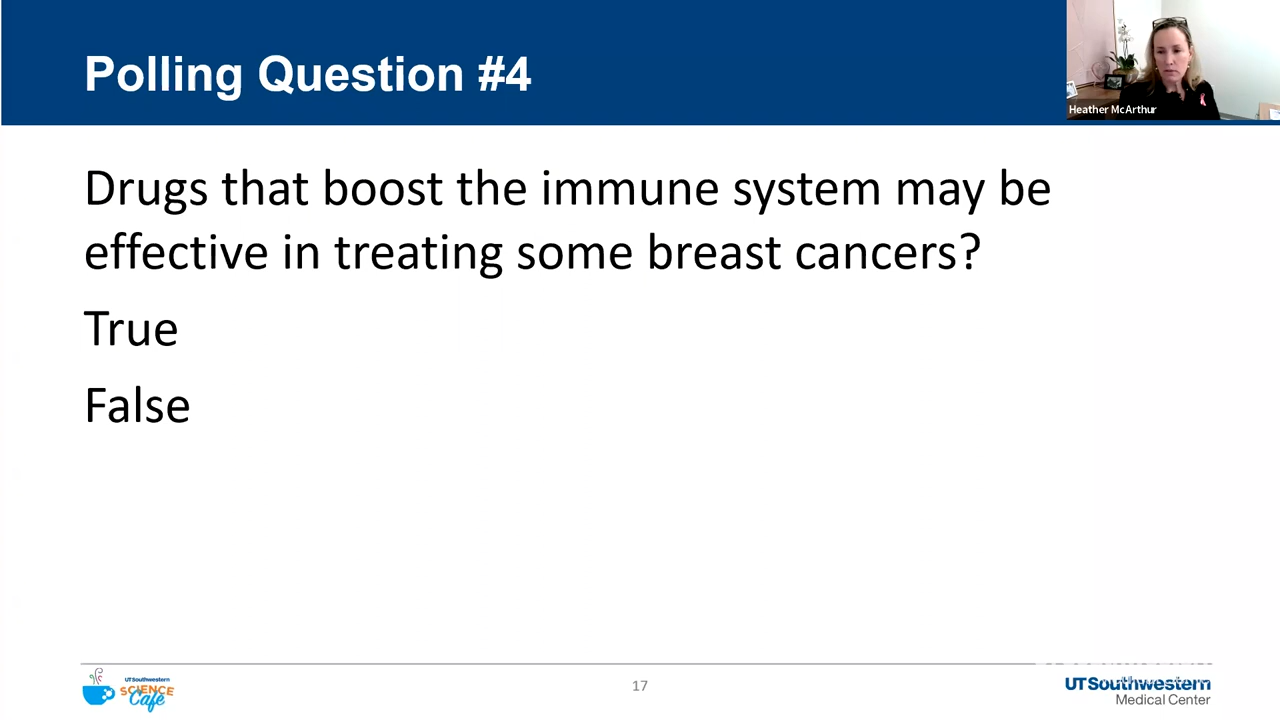 Polling Question #4
Heather McArthur
Drugs that boost the immune system may be
effective in treating some breast cancers?
True
False
UTSouthwestern
SCIENCE
Café
17
UTSouthwestern
Medical Center